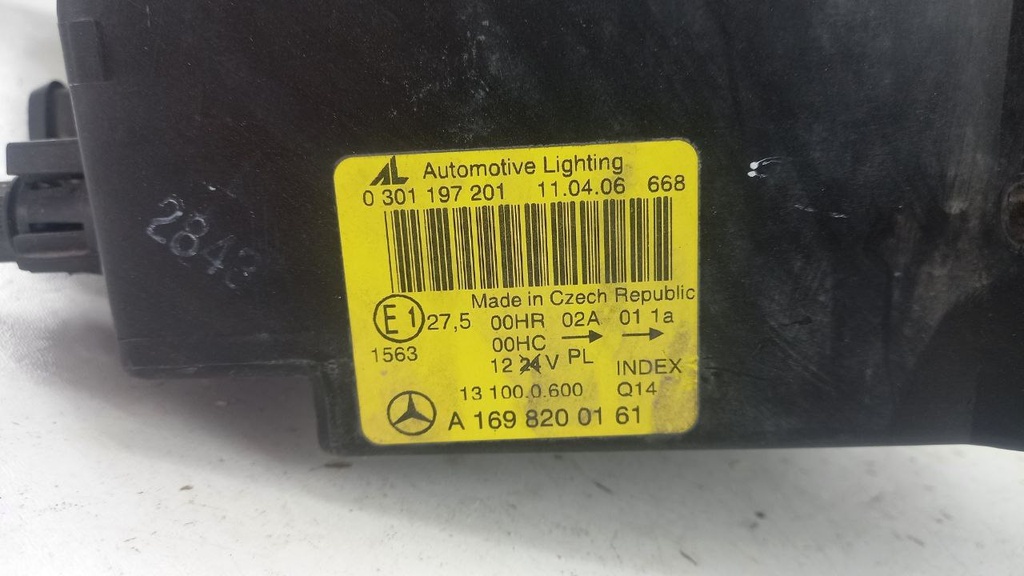 AL Automotive Lighting
0 301 197 201 11.04.06 668
Made in Czech Republic
E1 27,5 00HR 02A 01 1a
00HC → →
1563
12 24 V PL INDEX
13 100.0.600 Q14
A 169 820 01 61